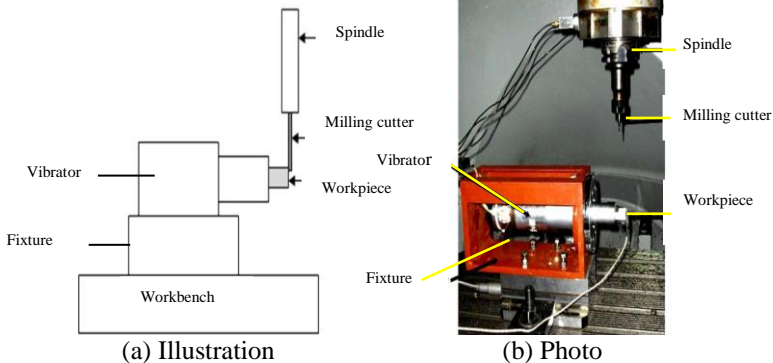 Spindle
Milling cutter
Vibrator
Workpiece
Fixture
Workbench
(a) Illustration
Spindle
Milling cutter
Vibrator
Workpiece
Fixture
(b) Photo